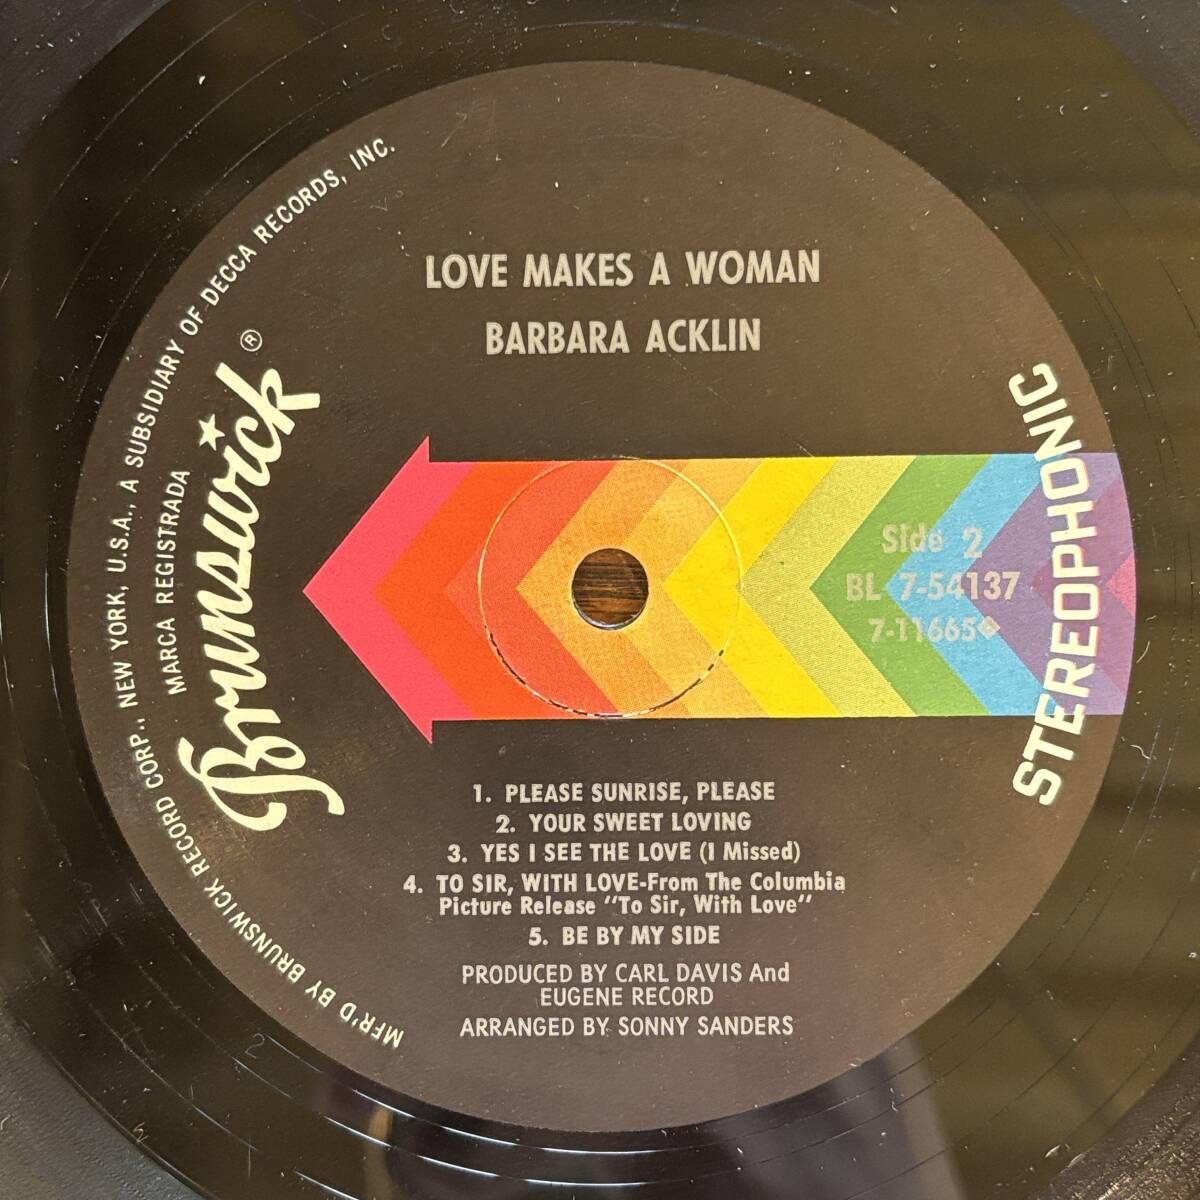 LOVE MAKES A WOMAN
BARBARA ACKLIN
Brunswick ®
MARCA REGISTRADA
MFR'D BY BRUNSWICK RECORD CORP., NEW YORK, U.S.A., A SUBSIDIARY OF DECCA RECORDS, INC.
STEREOPHONIC
Side 2
BL 7-54137
7-11665
1. PLEASE SUNRISE, PLEASE
2. YOUR SWEET LOVING
3. YES I SEE THE LOVE (I Missed)
4. TO SIR, WITH LOVE-From The Columbia
Picture Release "To Sir, With Love"
5. BE BY MY SIDE
PRODUCED BY CARL DAVIS And
EUGENE RECORD
ARRANGED BY SONNY SANDERS